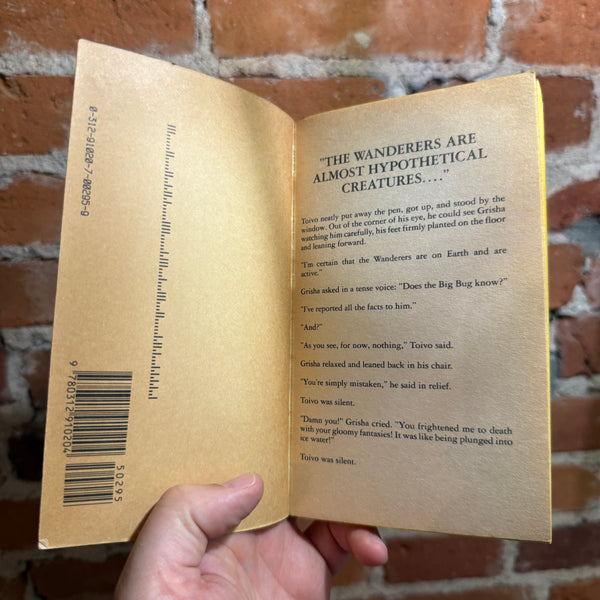 0-312-91020-7-00295-9
9 780312 910204
50295
"THE WANDERERS ARE
ALMOST HYPOTHETICAL
CREATURES...."
Toivo neatly put away the pen, got up, and stood by the
window. Out of the corner of his eye, he could see Grisha
watching him carefully, his feet firmly planted on the floor
and leaning forward.
"I'm certain that the Wanderers are on Earth and are
active."
Grisha asked in a tense voice: "Does the Big Bug know?"
"I've reported all the facts to him."
"And?"
"As you see, for now, nothing," Toivo said.
Grisha relaxed and leaned back in his chair.
"You're simply mistaken," he said in relief.
Toivo was silent.
"Damn you!" Grisha cried. "You frightened me to death
with your gloomy fantasies! It was like being plunged into
ice water!"
Toivo was silent.